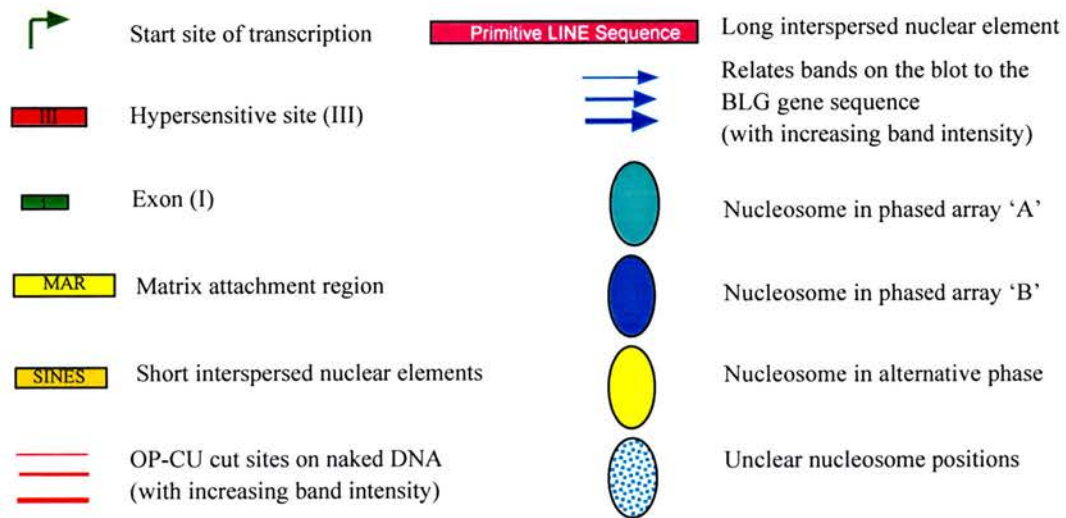 Start site of transcription
III
Hypersensitive site (III)
Exon (I)
MAR
Matrix attachment region
SINES
Short interspersed nuclear elements
OP-CU cut sites on naked DNA
(with increasing band intensity)
Primitive LINE Sequence
Long interspersed nuclear element
Relates bands on the blot to the
BLG gene sequence
(with increasing band intensity)
Nucleosome in phased array ‘A’
Nucleosome in phased array ‘B’
Nucleosome in alternative phase
Unclear nucleosome positions